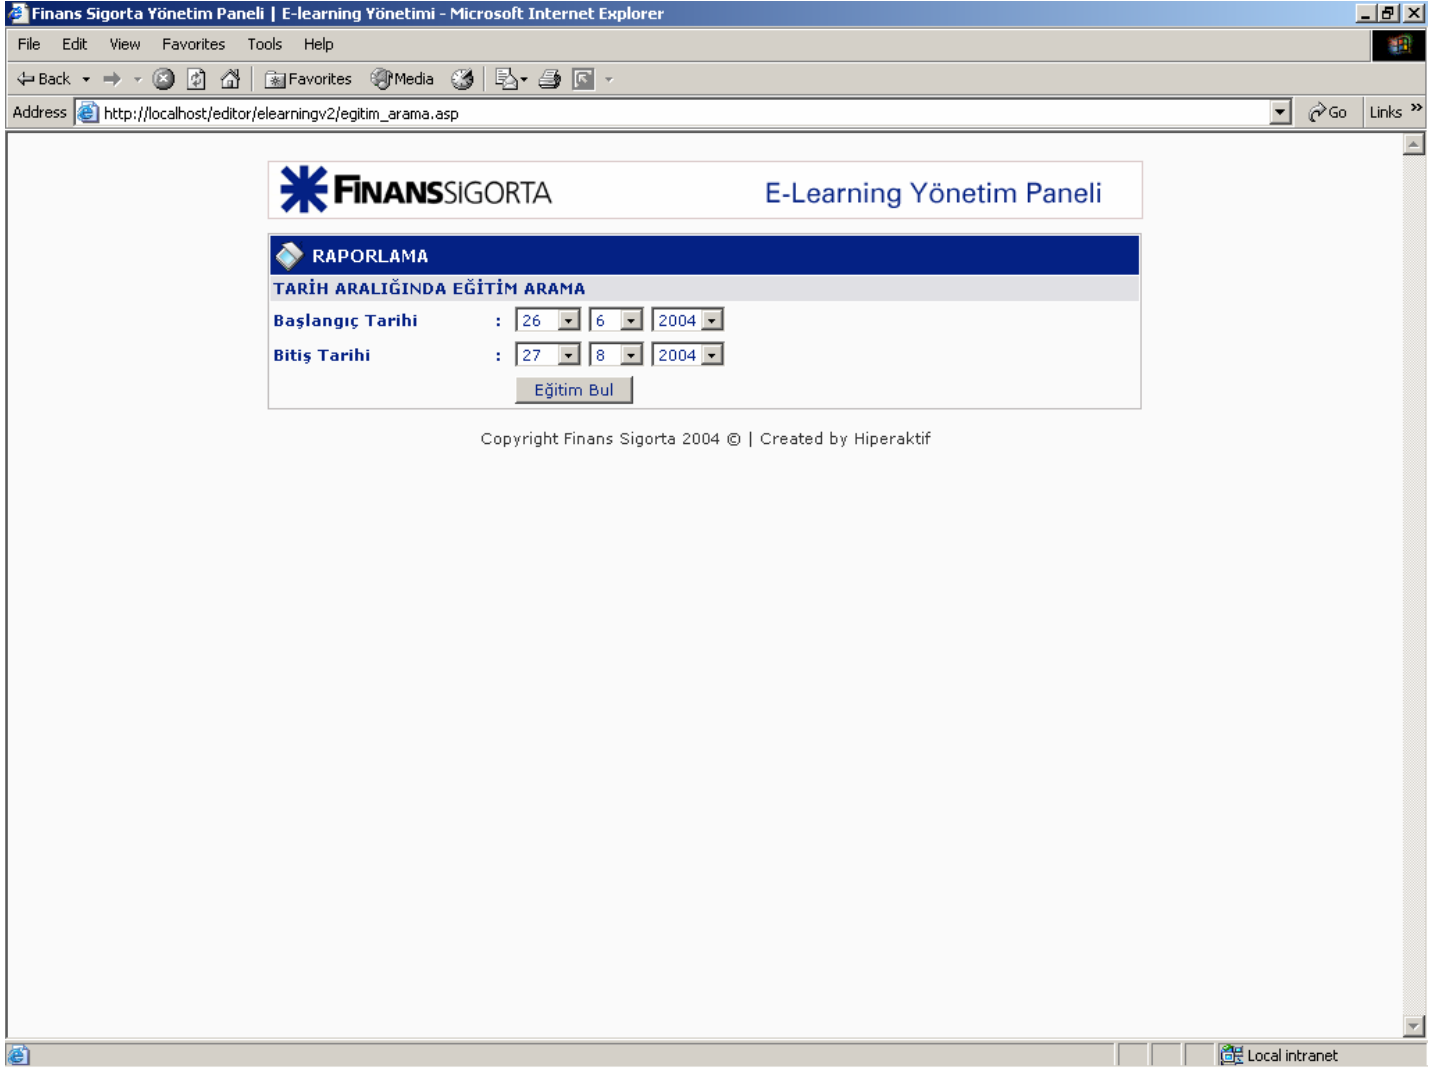 Finans Sigorta Yönetim Paneli | E-learning Yönetimi - Microsoft Internet Explorer
File Edit View Favorites Tools Help
Back Favorites Media
Address http://localhost/editor/elearningv2/egitim_arama.asp Go Links »
FİNANSSİGORTA E-Learning Yönetim Paneli
RAPORLAMA
TARİH ARALIĞINDA EĞİTİM ARAMA
Başlangıç Tarihi : 26 6 2004
Bitiş Tarihi : 27 8 2004
Eğitim Bul
Copyright Finans Sigorta 2004 © | Created by Hiperaktif
Local intranet